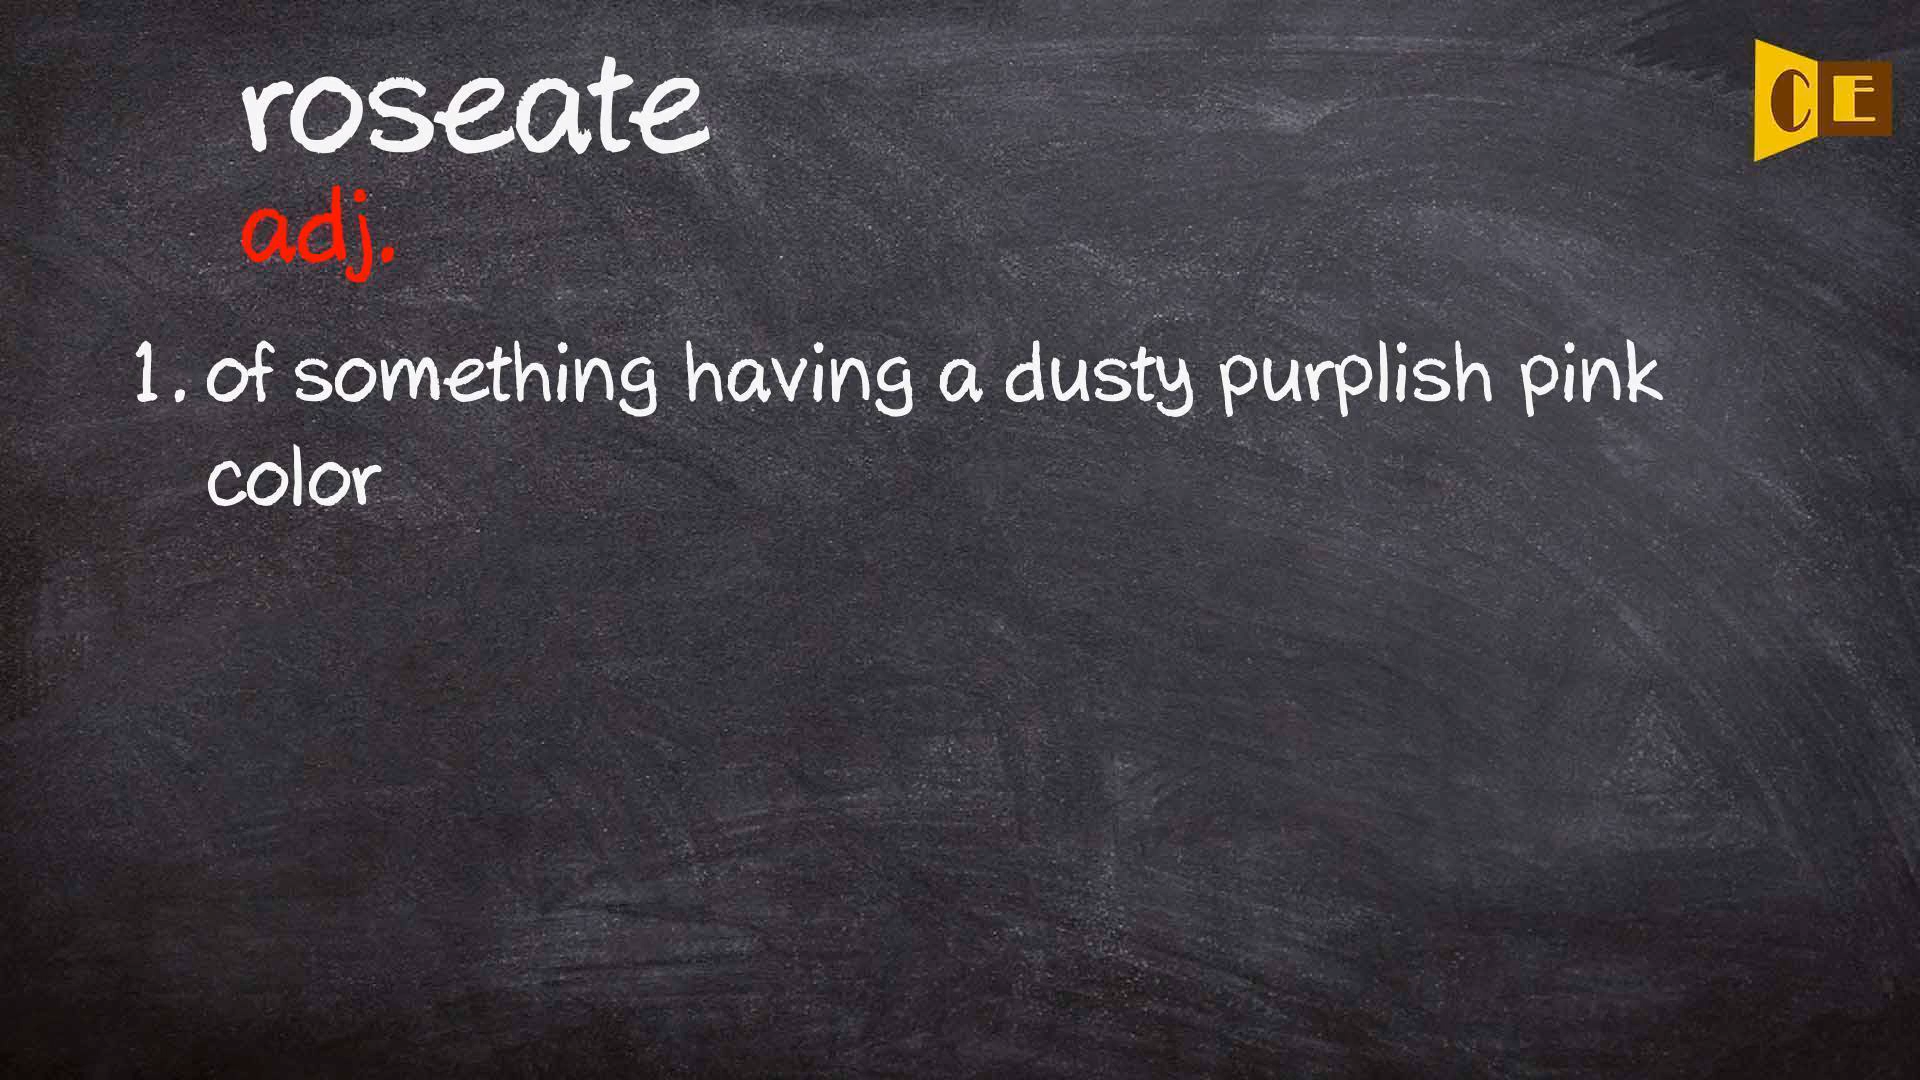 roseate
CE
adj.
1. of something having a dusty purplish pink
color